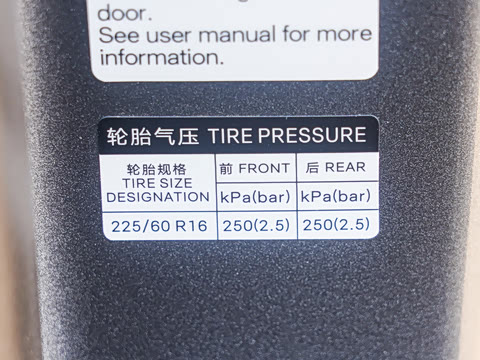 door.
See user manual for more
information.
轮胎气压 TIRE PRESSURE
轮胎规格
TIRE SIZE
DESIGNATION
前 FRONT
后 REAR
kPa(bar)
kPa(bar)
225/60 R16
250(2.5)
250(2.5)